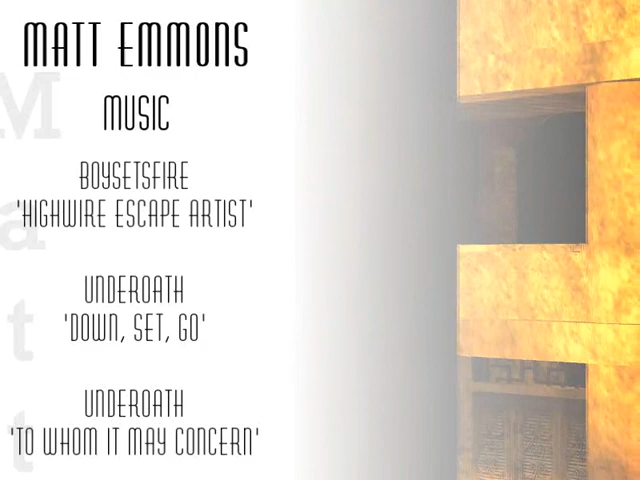 MATT EMMONS
MUSIC
BOYSETSFIRE
'HIGHWIRE ESCAPE ARTIST'
UNDEROATH
'DOWN, SET, GO'
UNDEROATH
'TO WHOM IT MAY CONCERN'
M
a
t
t